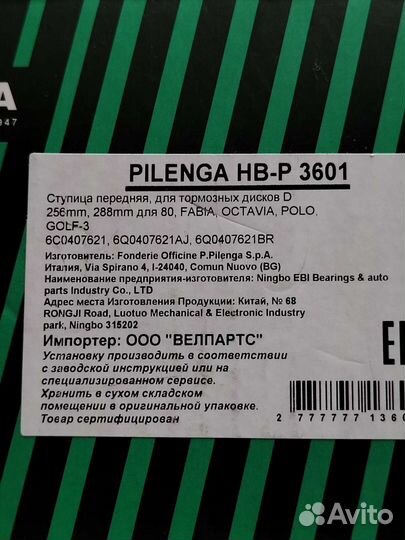 A
947
PILENGA HB-P 3601
Ступица передняя, для тормозных дисков D
256mm, 288mm для 80, FABIA, OCTAVIA, POLO,
GOLF-3
6C0407621, 6Q0407621AJ, 6Q0407621BR
Изготовитель: Fonderie Officine P.Pilenga S.p.A.
Италия, Via Spirano 4, I-24040, Comun Nuovo (BG)
Наименование предприятия-изготовителя: Ningbo EBI Bearings & auto
parts Industry Co., LTD
Адрес места Изготовления Продукции: Китай, № 68
RONGJI Road, Luotuo Mechanical & Electronic Industry
park, Ningbo 315202
Импортер: ООО "ВЕЛПАРТС"
Установку производить в соответствии
с заводской инструкцией или на
специализированном сервисе.
Хранить в сухом складском
помещении в оригинальной упаковке.
Товар сертифицирован
2 777777 136
Avito